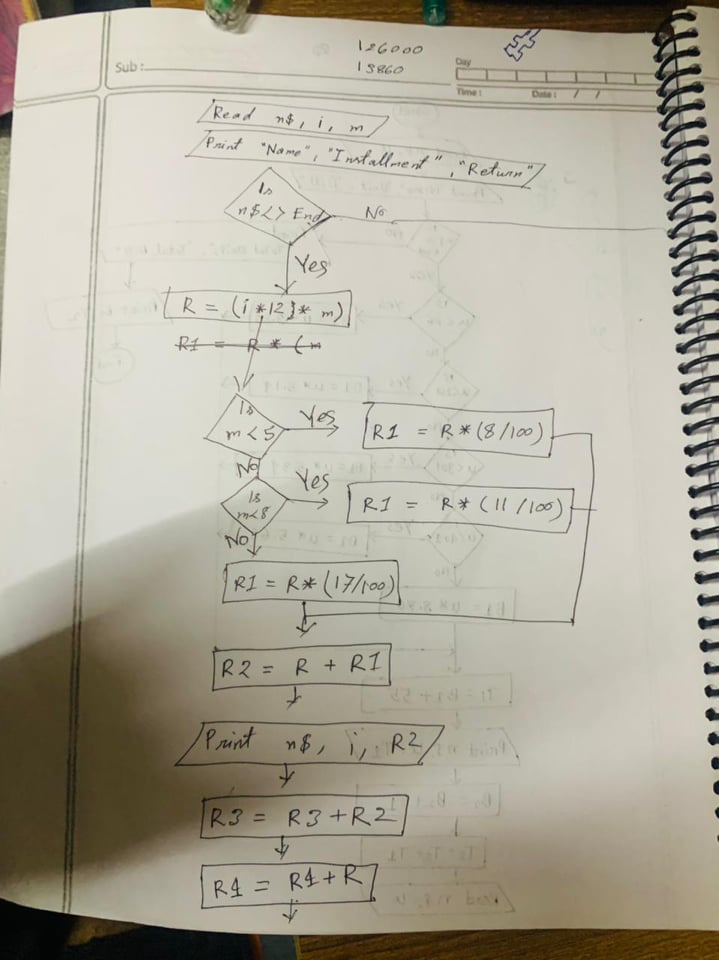 126000
13860
Sub :
Day
Time :
Date : / /
Read n$, i, m
Print "Name", "Installment", "Return"
Is
n$<> End
No
Yes
R = (i *12}* m)
R1 = R * (m
Is
m<5
Yes
R1 = R*(8/100)
No
Is
m<8
Yes
R1 = R*(11/100)
No
R1 = R*(17/100)
R2 = R + R1
Print n$, i, R2
R3 = R3+R2
R4 = R4+R